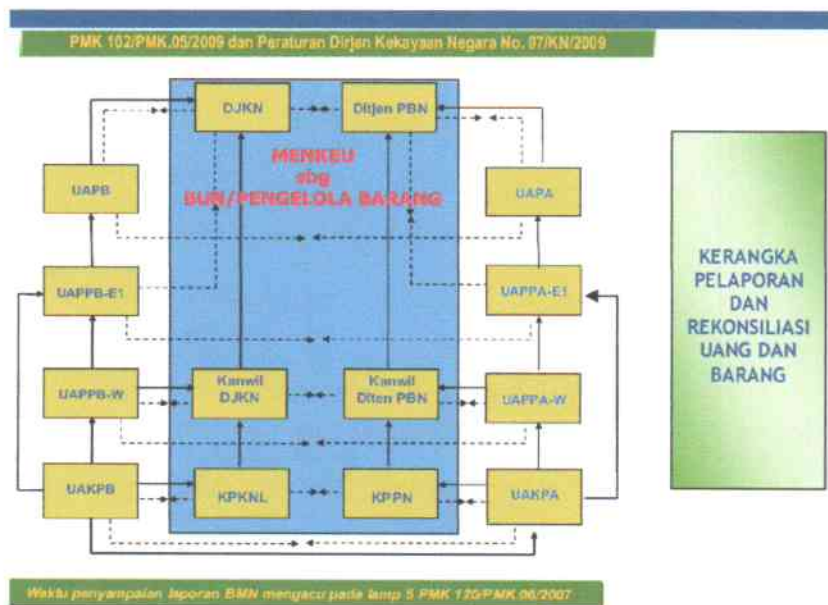 PMK 102/PMK.05/2009 dan Peraturan Dirjen Kekayaan Negara No. 07/KN/2009
DJKN
Ditjen PBN
MENKEU
sbg
BUN/PENGELOLA BARANG
UAPB
UAPA
UAPPB-E1
UAPPA-E1
KERANGKA
PELAPORAN
DAN
REKONSILIASI
UANG DAN
BARANG
UAPPB-W
Kanwil
DJKN
Kanwil
Diten PBN
UAPPA-W
UAKPB
KPKNL
KPPN
UAKPA
Waktu penyampaian laporan BMN mengacu pada lamp 5 PMK 120/PMK.06/2007